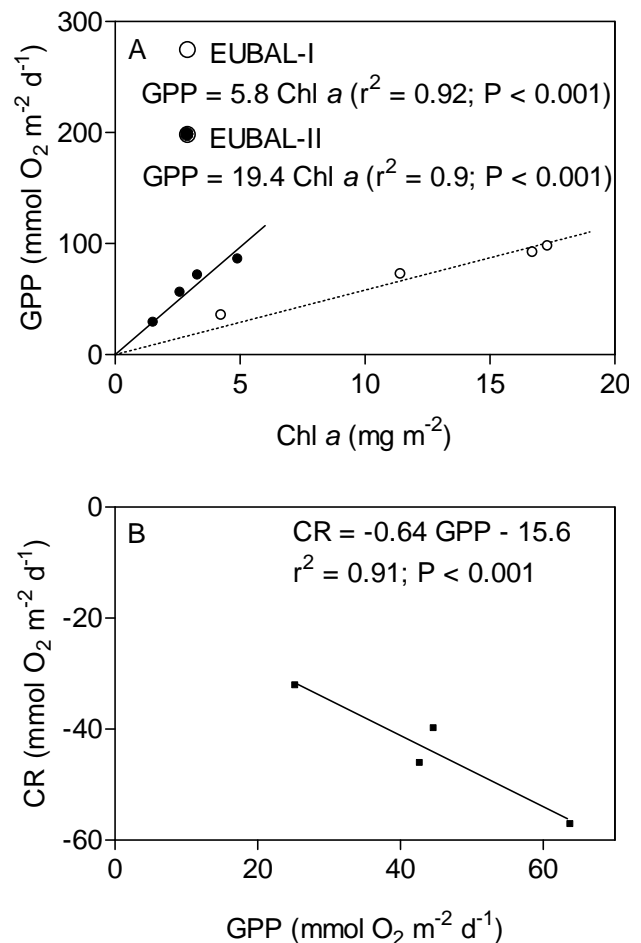 A
EUBAL-I
GPP = 5.8 Chl a (r² = 0.92; P < 0.001)
EUBAL-II
GPP = 19.4 Chl a (r² = 0.9; P < 0.001)
300
200
100
0
GPP (mmol O₂ m⁻² d⁻¹)
0 5 10 15 20
Chl a (mg m⁻²)
B
CR = -0.64 GPP - 15.6
r² = 0.91; P < 0.001
0
-20
-40
-60
CR (mmol O₂ m⁻² d⁻¹)
0 20 40 60
GPP (mmol O₂ m⁻² d⁻¹)